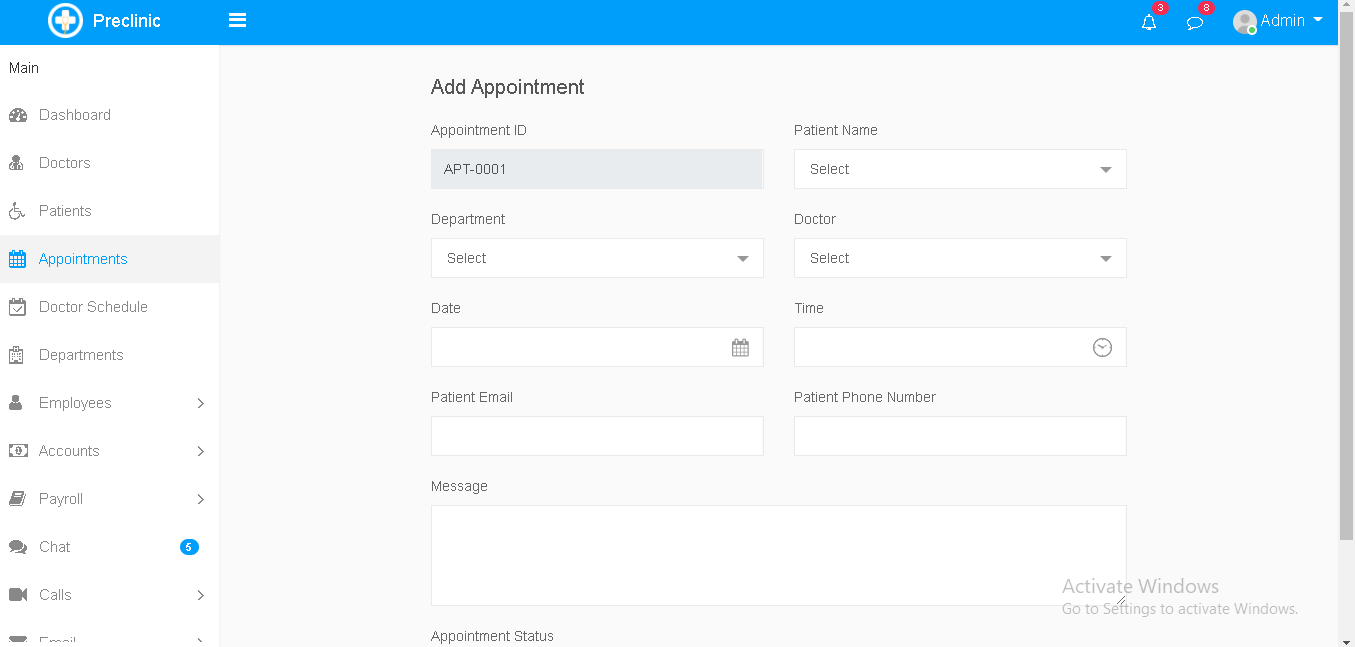 Preclinic
3
8
Admin
Main
Dashboard
Doctors
Patients
Appointments
Doctor Schedule
Departments
Employees
Accounts
Payroll
Chat
5
Calls
Email
Add Appointment
Appointment ID
Patient Name
APT-0001
Select
Department
Doctor
Select
Select
Date
Time
Patient Email
Patient Phone Number
Message
Appointment Status
Activate Windows
Go to Settings to activate Windows.